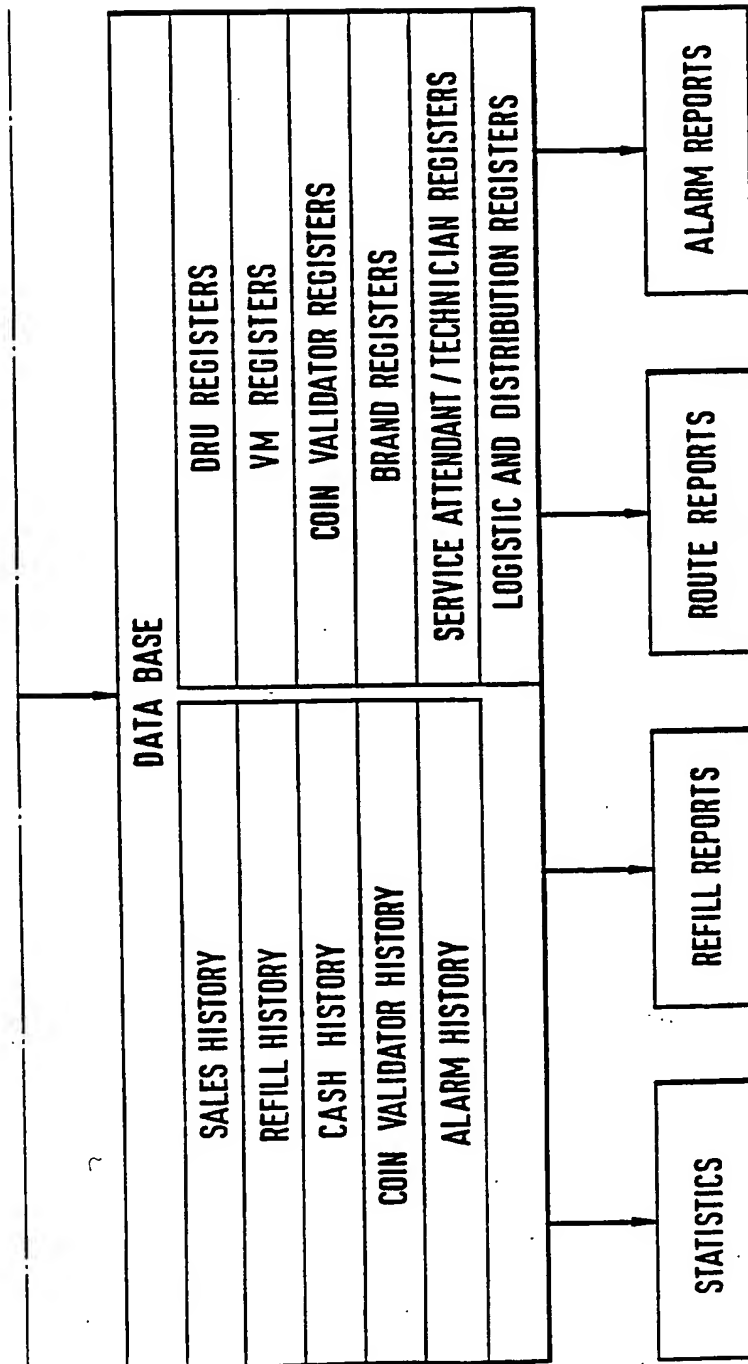 DATA BASE
SALES HISTORY
REFILL HISTORY
CASH HISTORY
COIN VALIDATOR HISTORY
ALARM HISTORY
DRU REGISTERS
VM REGISTERS
COIN VALIDATOR REGISTERS
BRAND REGISTERS
SERVICE ATTENDANT / TECHNICIAN REGISTERS
LOGISTIC AND DISTRIBUTION REGISTERS
STATISTICS
REFILL REPORTS
ROUTE REPORTS
ALARM REPORTS